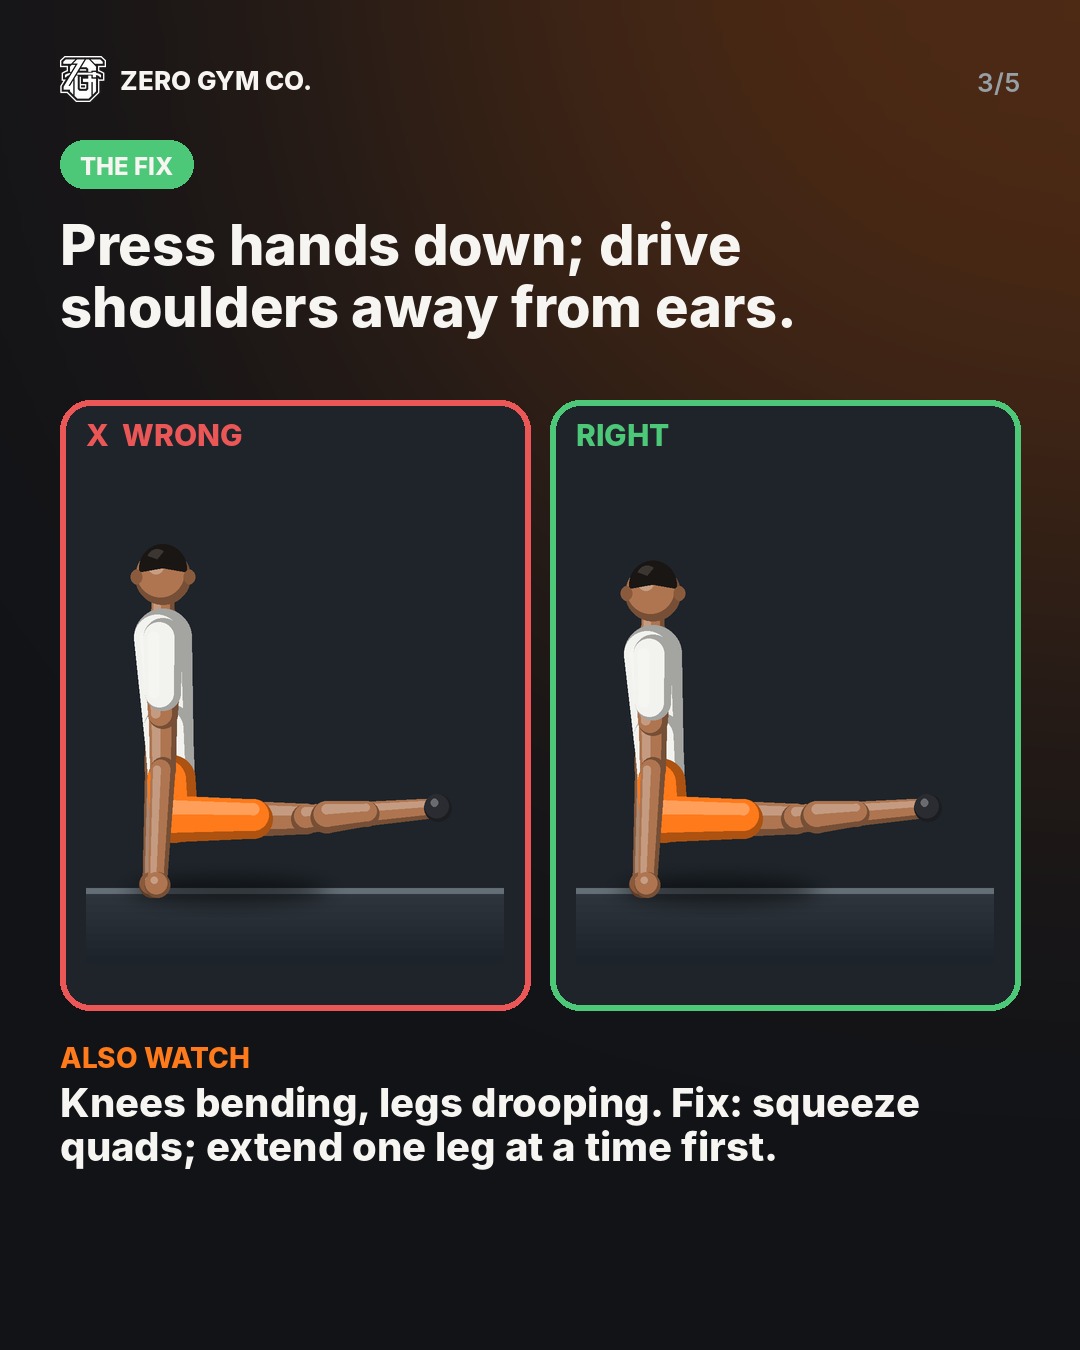 ZERO GYM CO.
3/5
THE FIX
Press hands down; drive
shoulders away from ears.
X WRONG
RIGHT
ALSO WATCH
Knees bending, legs drooping. Fix: squeeze
quads; extend one leg at a time first.